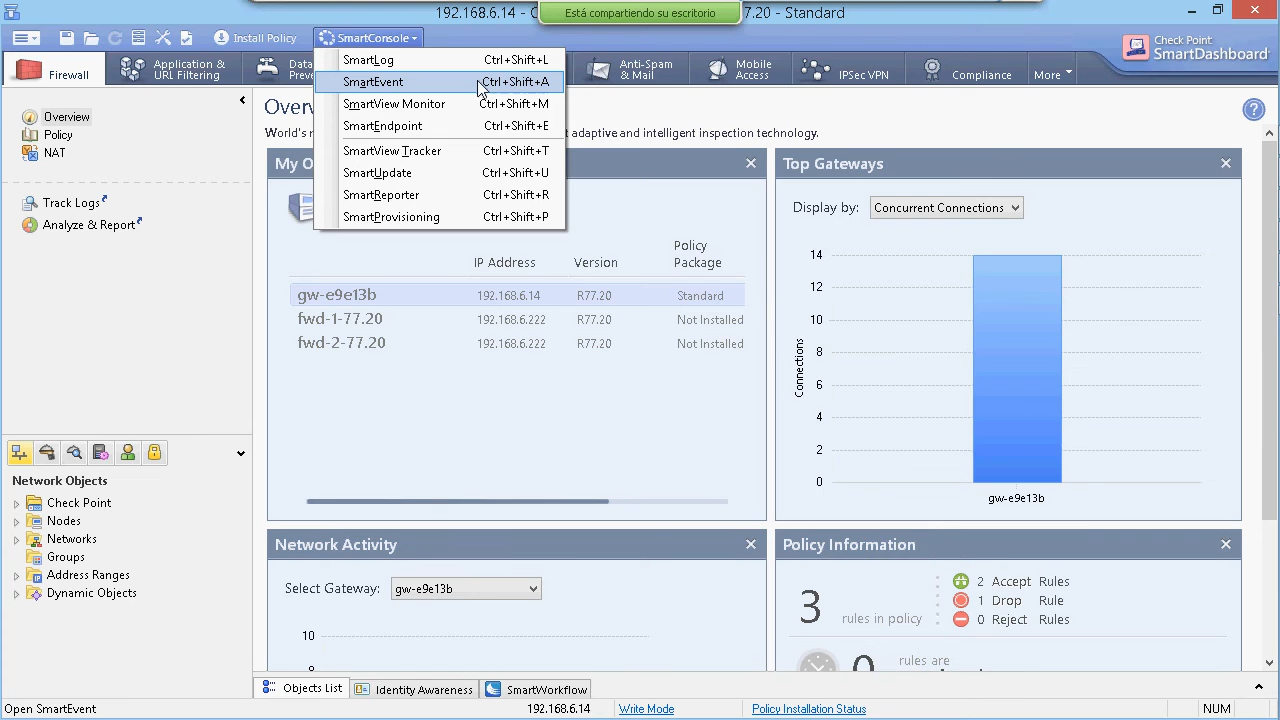 192.168.6.14 - C
Está compartiendo su escritorio
7.20 - Standard
Install Policy
SmartConsole
Check Point
SmartDashboard
Firewall
Application &
URL Filtering
Data
Preve
Anti-Spam
& Mail
Mobile
Access
IPSec VPN
Compliance
More
SmartLog Ctrl+Shift+L
SmartEvent Ctrl+Shift+A
SmartView Monitor Ctrl+Shift+M
SmartEndpoint Ctrl+Shift+E
SmartView Tracker Ctrl+Shift+T
SmartUpdate Ctrl+Shift+U
SmartReporter Ctrl+Shift+R
SmartProvisioning Ctrl+Shift+P
Overview
Policy
NAT
Track Logs
Analyze & Report
Overv
World's
t adaptive and intelligent inspection technology.
My O
IP Address Version Policy Package
gw-e9e13b 192.168.6.14 R77.20 Standard
fwd-1-77.20 192.168.6.222 R77.20 Not Installed
fwd-2-77.20 192.168.6.222 R77.20 Not Installed
Top Gateways
Display by: Concurrent Connections
14
12
10
8
6
4
2
0
Connections
gw-e9e13b
Network Objects
Check Point
Nodes
Networks
Groups
Address Ranges
Dynamic Objects
Network Activity
Select Gateway: gw-e9e13b
10
8
Policy Information
3 rules in policy
2 Accept Rules
1 Drop Rule
0 Reject Rules
0 rules are
Objects List
Identity Awareness
SmartWorkflow
Open SmartEvent
192.168.6.14
Write Mode
Policy Installation Status
NUM